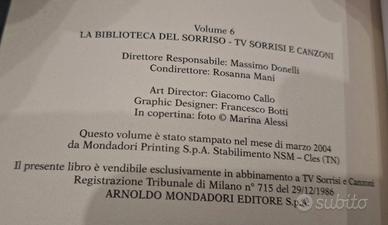 Volume 6
LA BIBLIOTECA DEL SORRISO - TV SORRISI E CANZONI
Direttore Responsabile: Massimo Donelli
Condirettore: Rosanna Mani
Art Director: Giacomo Callo
Graphic Designer: Francesco Botti
In copertina: foto © Marina Alessi
Questo volume è stato stampato nel mese di marzo 2004
da Mondadori Printing S.p.A. Stabilimento NSM - Cles (TN)
Il presente libro è vendibile esclusivamente in abbinamento a TV Sorrisi e Canzoni
Registrazione Tribunale di Milano n° 715 del 29/12/1986
ARNOLDO MONDADORI EDITORE S.p.A.
subito